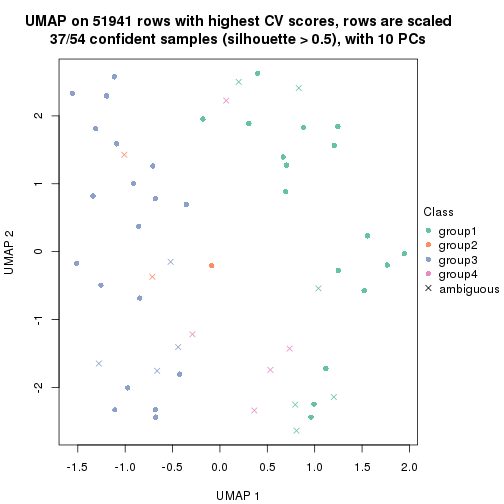 UMAP on 51941 rows with highest CV scores, rows are scaled
37/54 confident samples (silhouette > 0.5), with 10 PCs
UMAP 2
2
1
0
-1
-2
-1.5
-1.0
-0.5
0.0
0.5
1.0
1.5
2.0
UMAP 1
Class
group1
group2
group3
group4
ambiguous